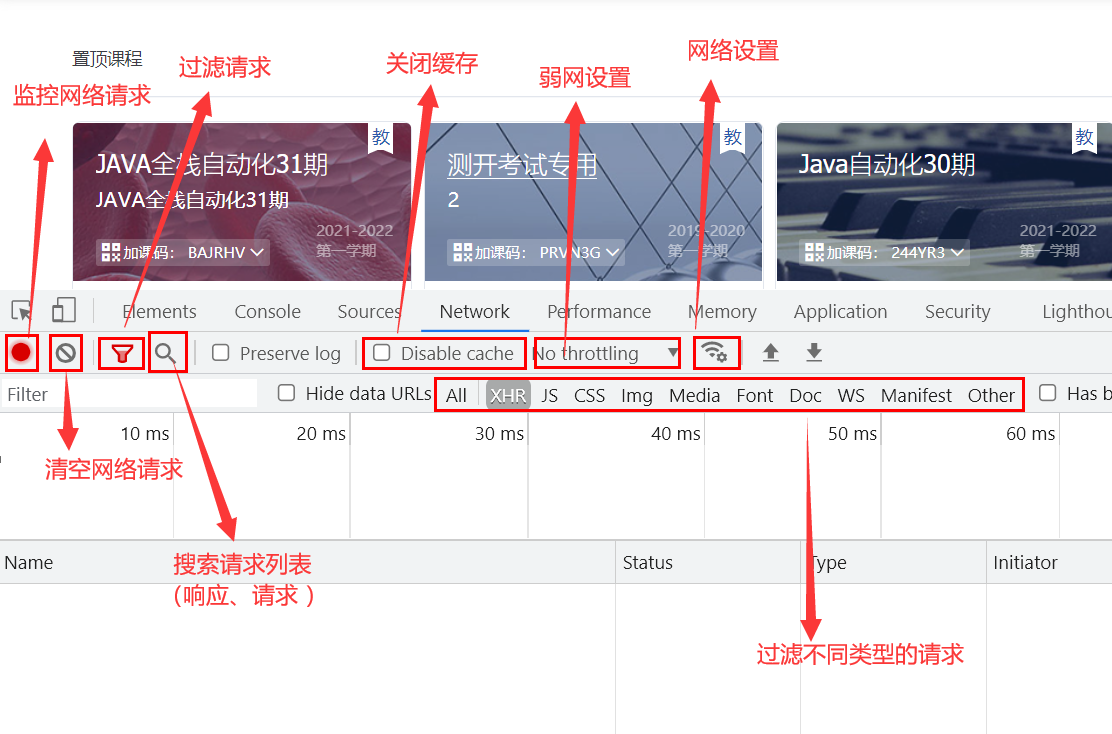 置顶课程
监控网络请求
过滤请求
关闭缓存
弱网设置
网络设置
教
JAVA全栈自动化31期
JAVA全栈自动化31期
2021-2022
第一学期
加课码: BAJRHV
教
测开考试专用
2
2019-2020
第一学期
加课码: PRVN3G
教
Java自动化30期
2021-2022
第一学期
加课码: 244YR3
Elements Console Sources Network Performance Memory Application Security Lighthou
Preserve log Disable cache No throttling
Filter Hide data URLs All XHR JS CSS Img Media Font Doc WS Manifest Other Has b
10 ms 20 ms 30 ms 40 ms 50 ms 60 ms
清空网络请求
Name Status Type Initiator
搜索请求列表
(响应、请求 )
过滤不同类型的请求